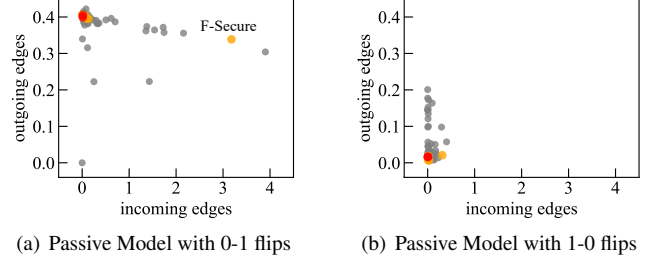 0.4
0.3
0.2
0.1
0.0
outgoing edges
F-Secure
0 1 2 3 4
incoming edges
(a) Passive Model with 0-1 flips
0.4
0.3
0.2
0.1
0.0
outgoing edges
0 1 2 3 4
incoming edges
(b) Passive Model with 1-0 flips